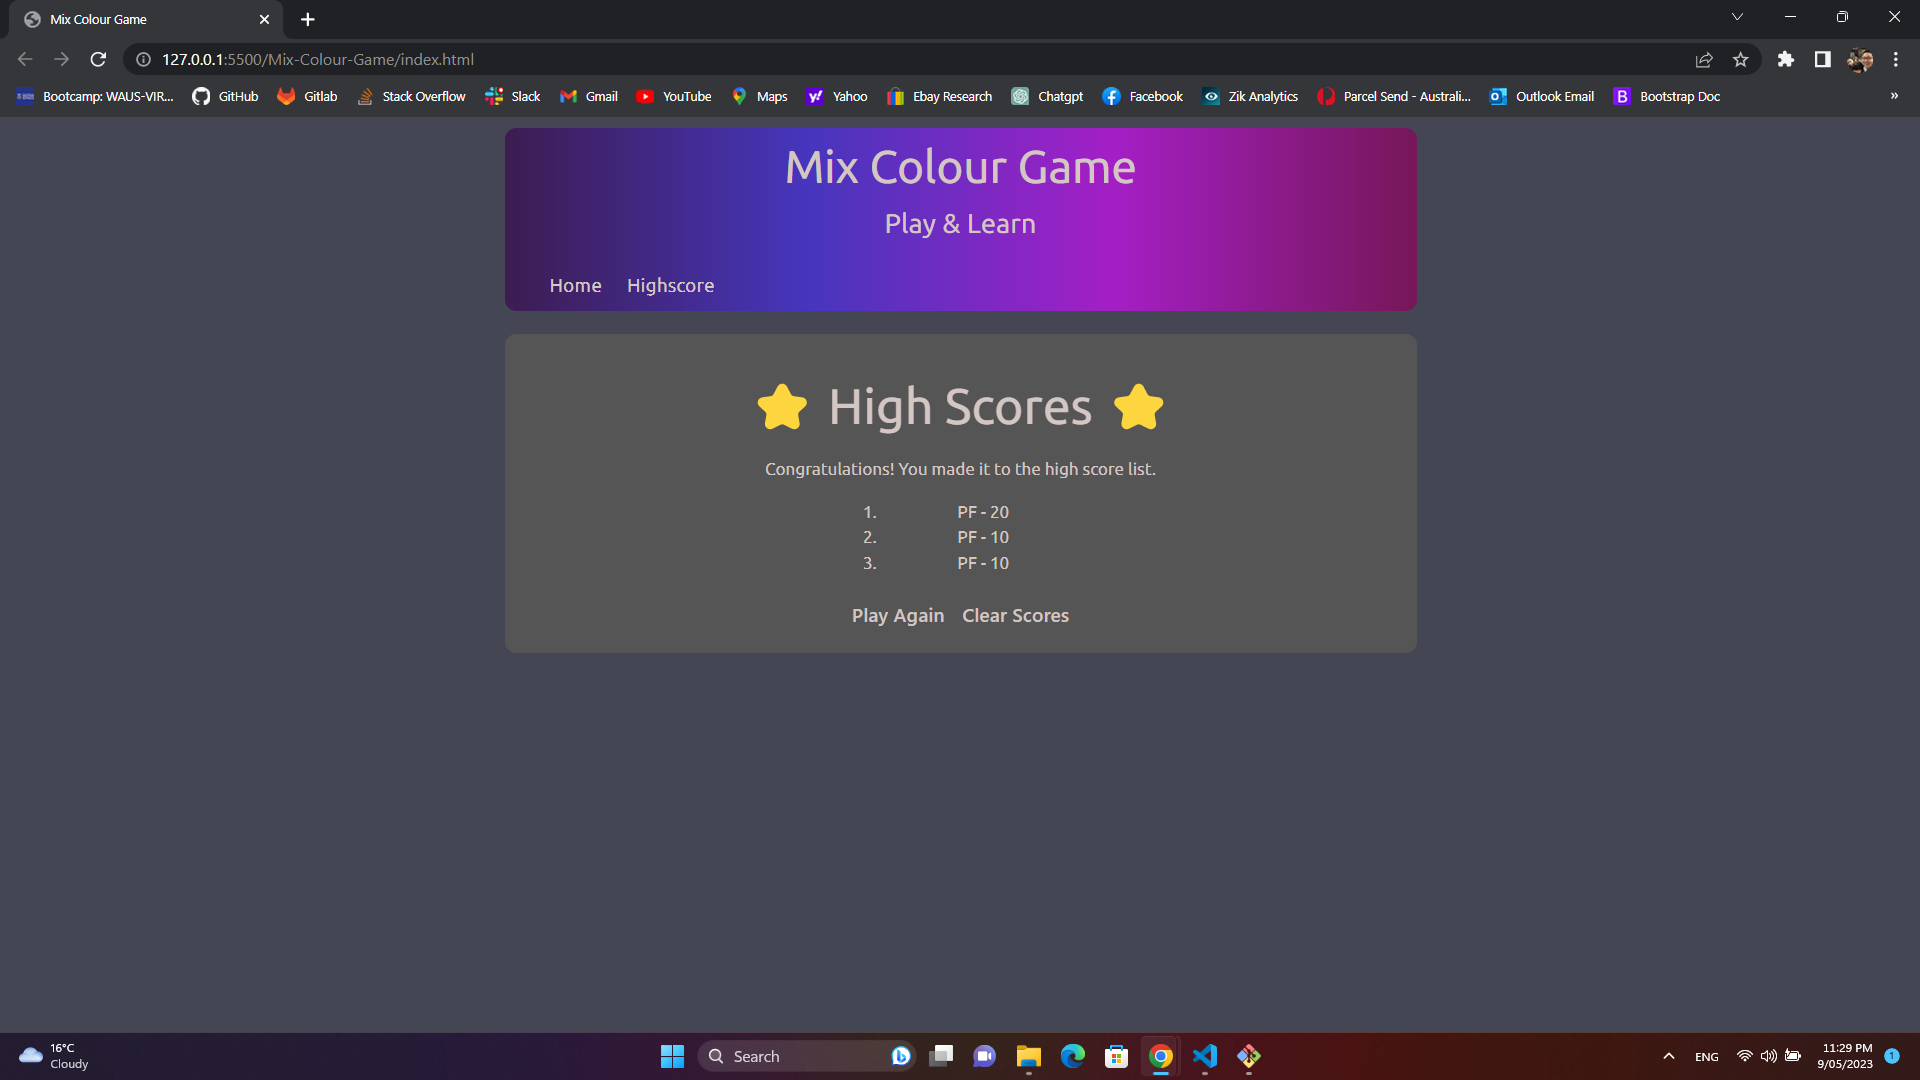 Mix Colour Game
127.0.0.1:5500/Mix-Colour-Game/index.html
Bootcamp: WAUS-VIR... GitHub Gitlab Stack Overflow Slack Gmail YouTube Maps Yahoo Ebay Research Chatgpt Facebook Zik Analytics Parcel Send - Australi... Outlook Email Bootstrap Doc »
Mix Colour Game
Play & Learn
Home Highscore
High Scores
Congratulations! You made it to the high score list.
1. PF - 20
2. PF - 10
3. PF - 10
Play Again Clear Scores
16°C
Cloudy
Search
ENG
11:29 PM
9/05/2023
1